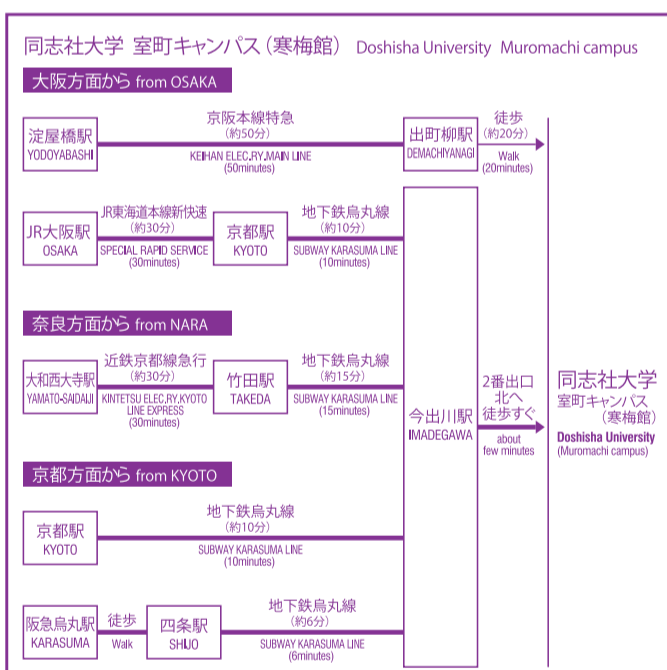 同志社大学 室町キャンパス(寒梅館) Doshisha University Muromachi campus
大阪方面から from OSAKA
淀屋橋駅
YODOYABASHI
京阪本線特急
(約50分)
KEIHAN ELEC.RY.MAIN LINE
(50minutes)
出町柳駅
DEMACHIYANAGI
徒歩
(約20分)
Walk
(20minutes)
JR大阪駅
OSAKA
JR東海道本線新快速
(約30分)
SPECIAL RAPID SERVICE
(30minutes)
京都駅
KYOTO
地下鉄烏丸線
(約10分)
SUBWAY KARASUMA LINE
(10minutes)
奈良方面から from NARA
大和西大寺駅
YAMATO-SAIDAIJI
近鉄京都線急行
(約30分)
KINTETSU ELEC,RY,KYOTO
LINE EXPRESS
(30minutes)
竹田駅
TAKEDA
地下鉄烏丸線
(約15分)
SUBWAY KARASUMA LINE
(15minutes)
今出川駅
IMADEGAWA
2番出口
北へ
徒歩すぐ
about
few minutes
同志社大学
室町キャンパス
(寒梅館)
Doshisha University
(Muromachi campus)
京都方面から from KYOTO
京都駅
KYOTO
地下鉄烏丸線
(約10分)
SUBWAY KARASUMA LINE
(10minutes)
阪急烏丸駅
KARASUMA
徒歩
Walk
四条駅
SHIJO
地下鉄烏丸線
(約6分)
SUBWAY KARASUMA LINE
(6minutes)